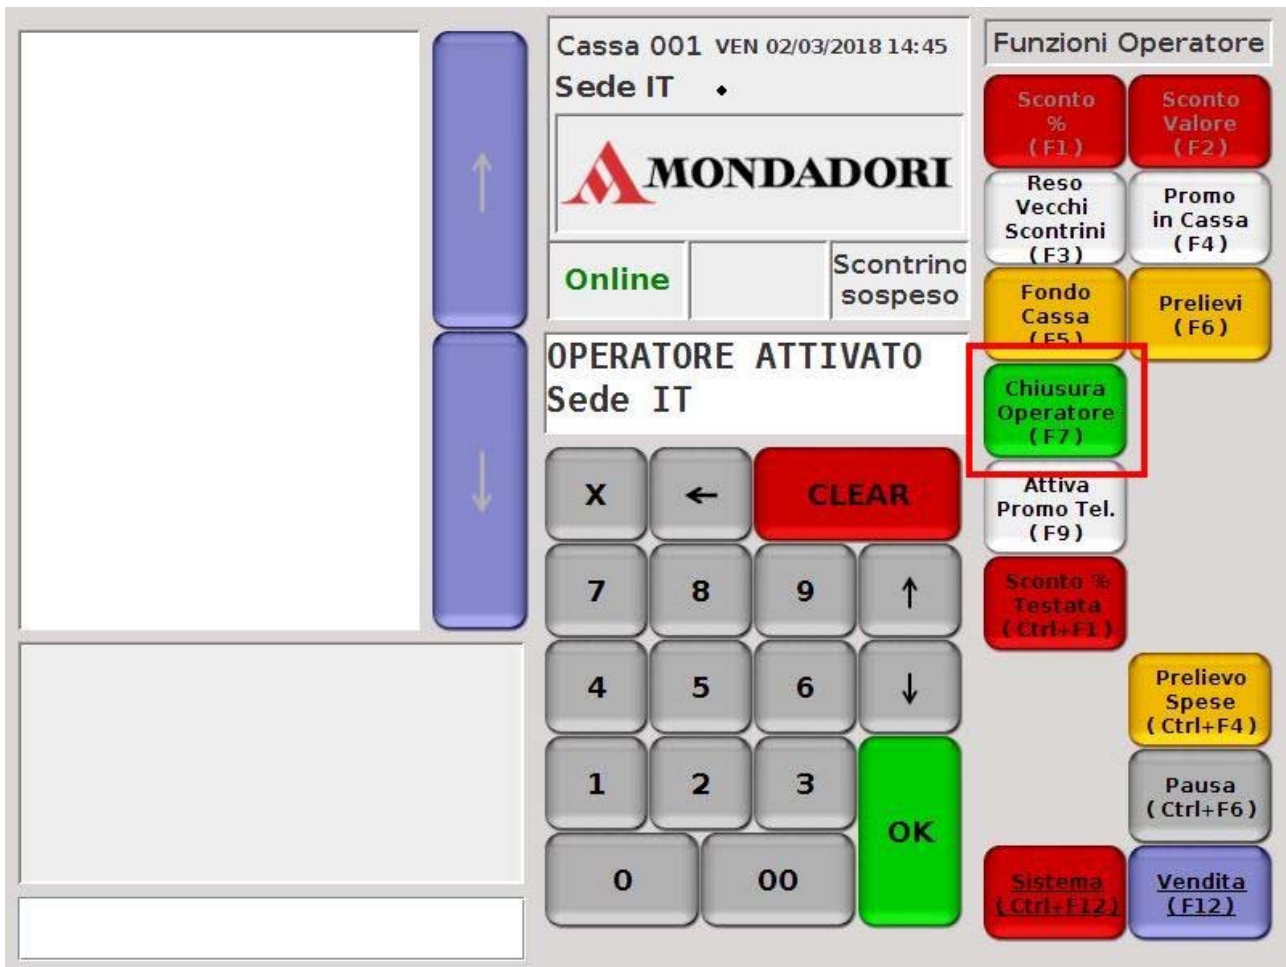 Cassa 001 VEN 02/03/2018 14:45
Sede IT
MONDADORI
Online
Scontrino
sospeso
OPERATORE ATTIVATO
Sede IT
X ← CLEAR
7 8 9 ↑
4 5 6 ↓
1 2 3
OK
0 00
Funzioni Operatore
Sconto
%
(F1)
Sconto
Valore
(F2)
Reso
Vecchi
Scontrini
(F3)
Promo
in Cassa
(F4)
Fondo
Cassa
(F5)
Prelievi
(F6)
Chiusura
Operatore
(F7)
Attiva
Promo Tel.
(F9)
Sconto %
Testata
(Ctrl+F1)
Prelievo
Spese
(Ctrl+F4)
Pausa
(Ctrl+F6)
Sistema
(Ctrl+F12)
Vendita
(F12)